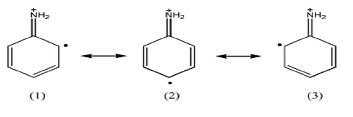 +NH₂ +NH₂ +NH₂
(1) (2) (3)